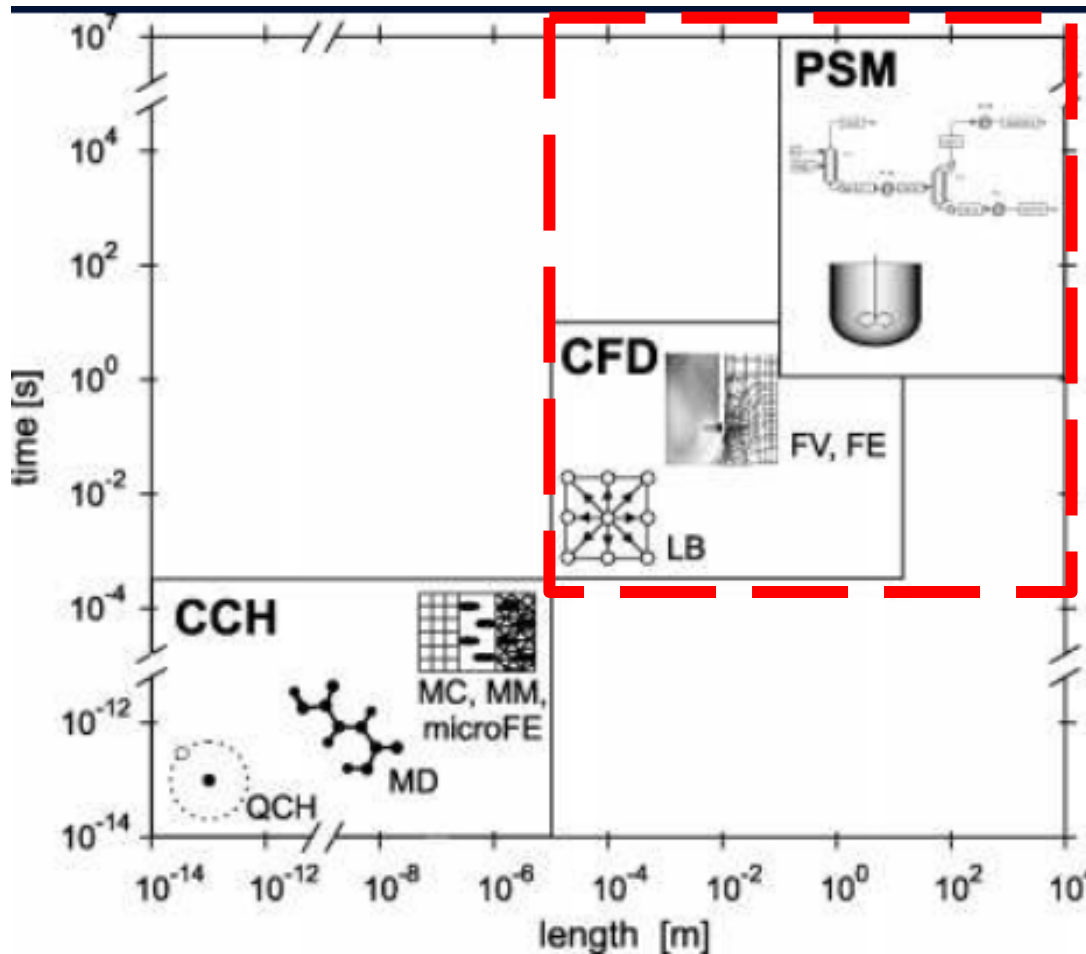 10⁷
PSM
10⁴
10²
CFD
10⁰
time [s]
FV, FE
10⁻²
LB
10⁻⁴
CCH
MC, MM,
microFE
10⁻¹²
MD
QCH
10⁻¹⁴
10⁻¹⁴ 10⁻¹² 10⁻⁸ 10⁻⁶ 10⁻⁴ 10⁻² 10⁰ 10² 10
length [m]